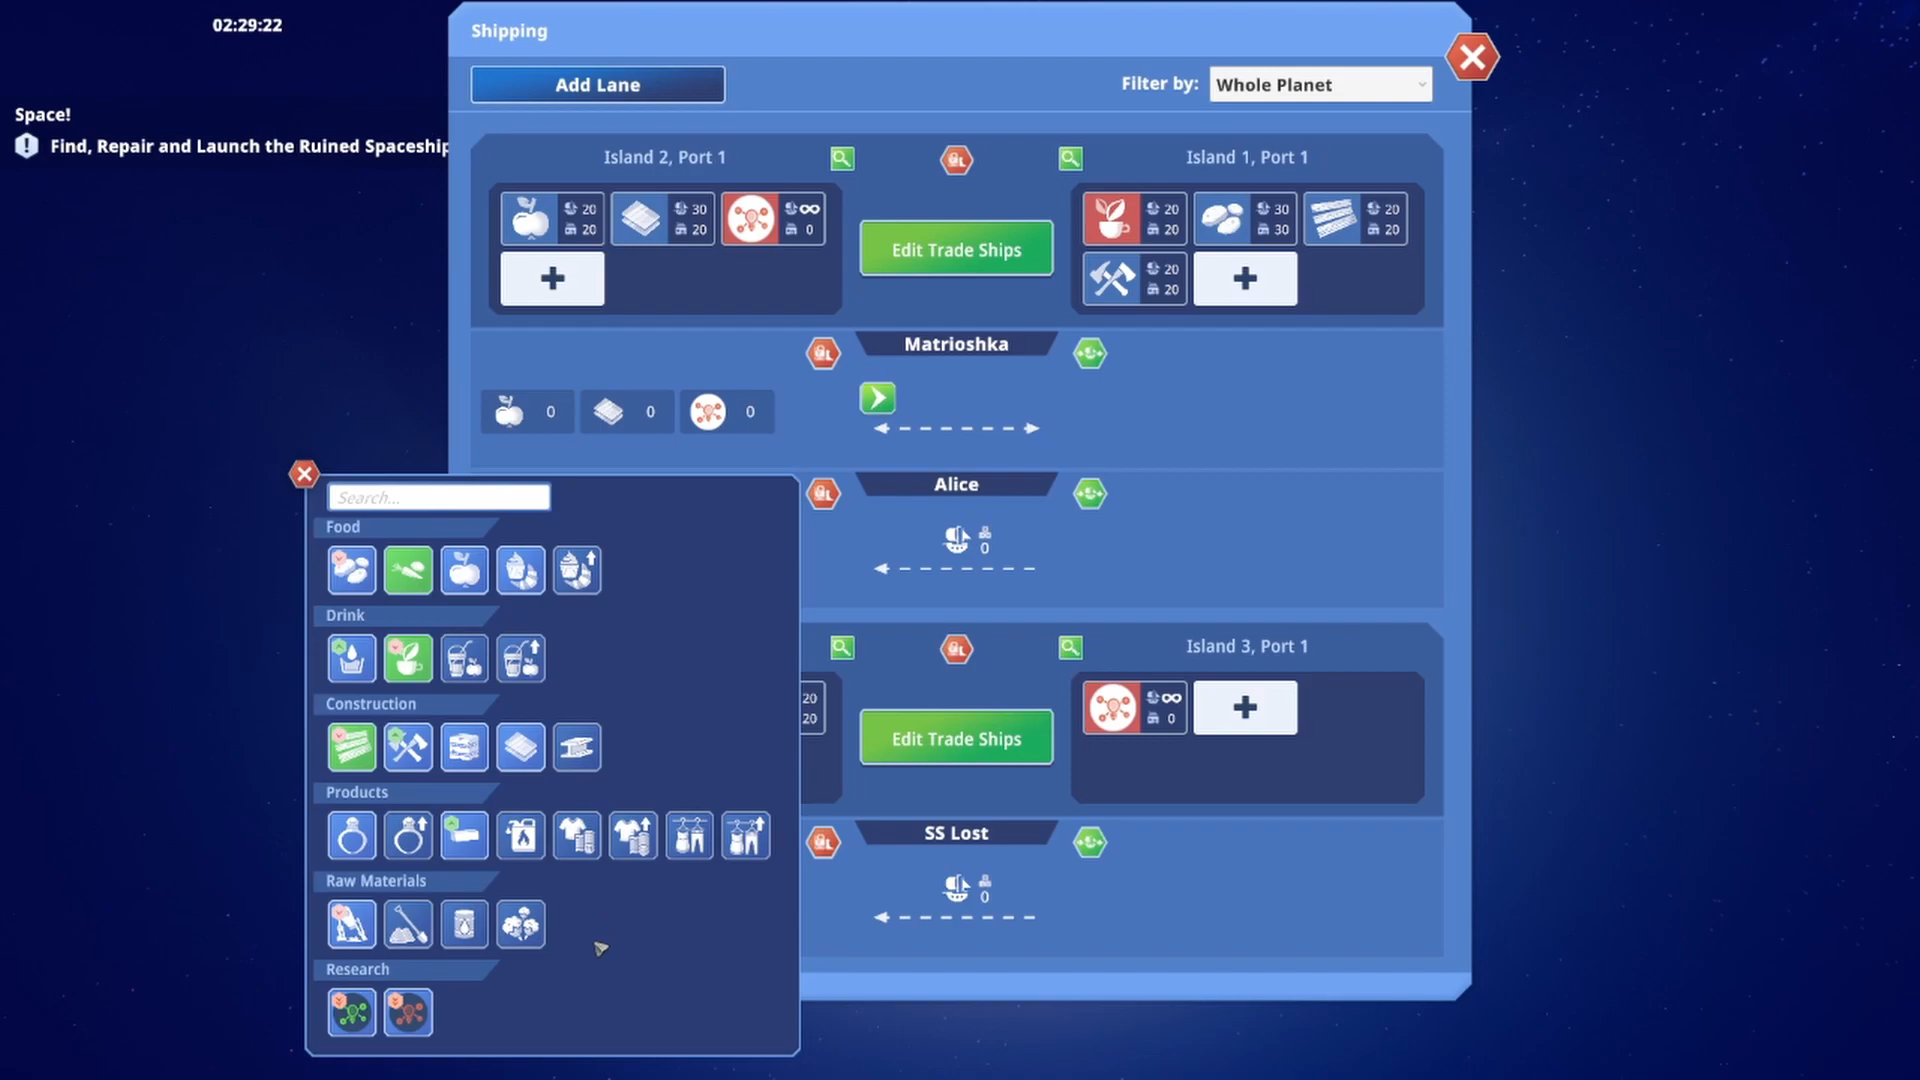 02:29:22
Shipping
Add Lane
Filter by:
Whole Planet
Space!
Find, Repair and Launch the Ruined Spaceship
Island 2, Port 1
Island 1, Port 1
20
20
30
20
∞
0
Edit Trade Ships
20
20
30
30
20
20
20
20
Matrioshka
0
0
0
Alice
0
Search...
Food
Drink
Construction
Products
Raw Materials
Research
Island 3, Port 1
20
20
Edit Trade Ships
∞
0
SS Lost
0